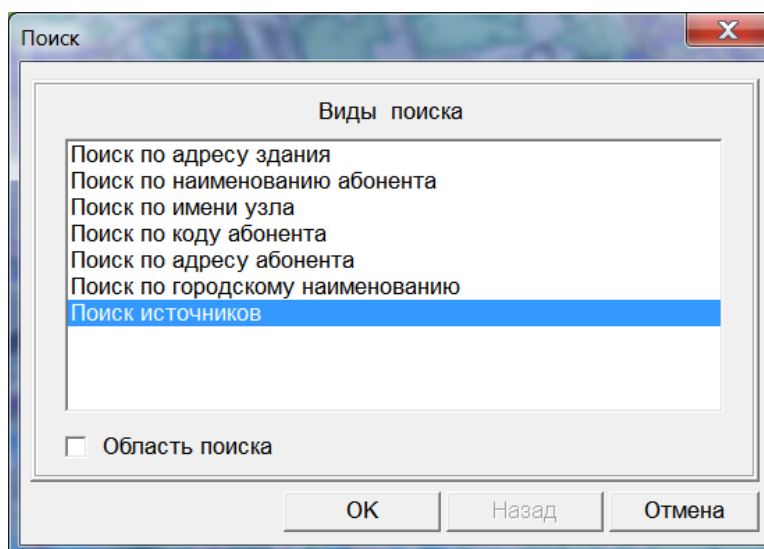 Поиск
Виды поиска
Поиск по адресу здания
Поиск по наименованию абонента
Поиск по имени узла
Поиск по коду абонента
Поиск по адресу абонента
Поиск по городскому наименованию
Поиск источников
Область поиска
OK
Назад
Отмена